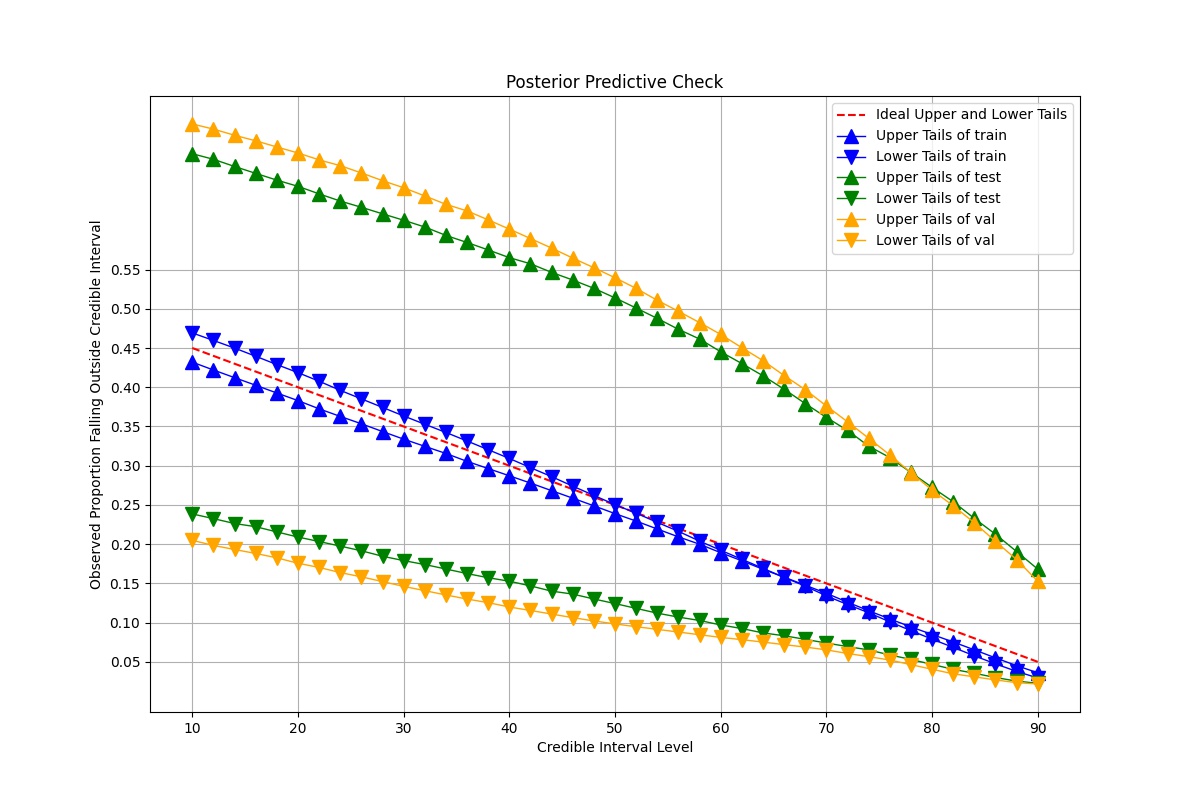 Posterior Predictive Check
Ideal Upper and Lower Tails
Upper Tails of train
Lower Tails of train
Upper Tails of test
Lower Tails of test
Upper Tails of val
Lower Tails of val
Observed Proportion Falling Outside Credible Interval
0.55
0.50
0.45
0.40
0.35
0.30
0.25
0.20
0.15
0.10
0.05
10 20 30 40 50 60 70 80 90
Credible Interval Level